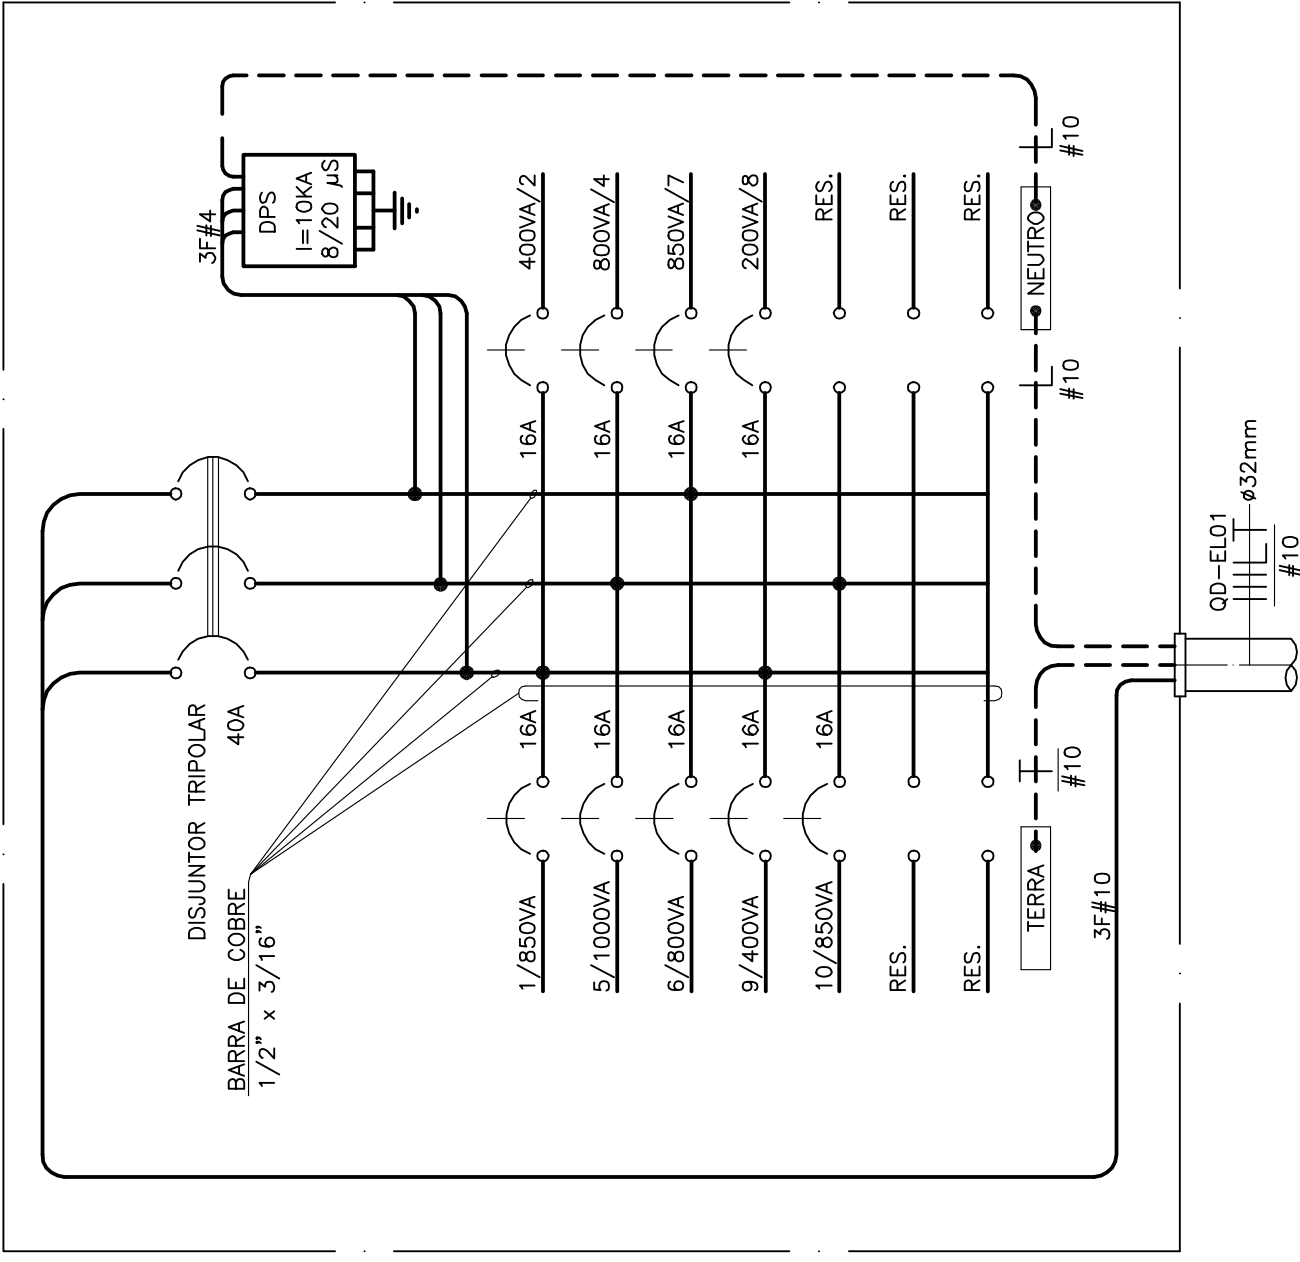 3F#4
DPS
I=10KA
8/20 µS
#10
400VA/2
800VA/4
850VA/7
200VA/8
RES.
RES.
RES.
NEUTRO
#10
16A
16A
16A
16A
DISJUNTOR TRIPOLAR
40A
BARRA DE COBRE
1/2" x 3/16"
16A
16A
16A
16A
16A
1/850VA
5/1000VA
6/800VA
9/400VA
10/850VA
RES.
RES.
TERRA
#10
3F#10
QD-EL01
ø32mm
#10